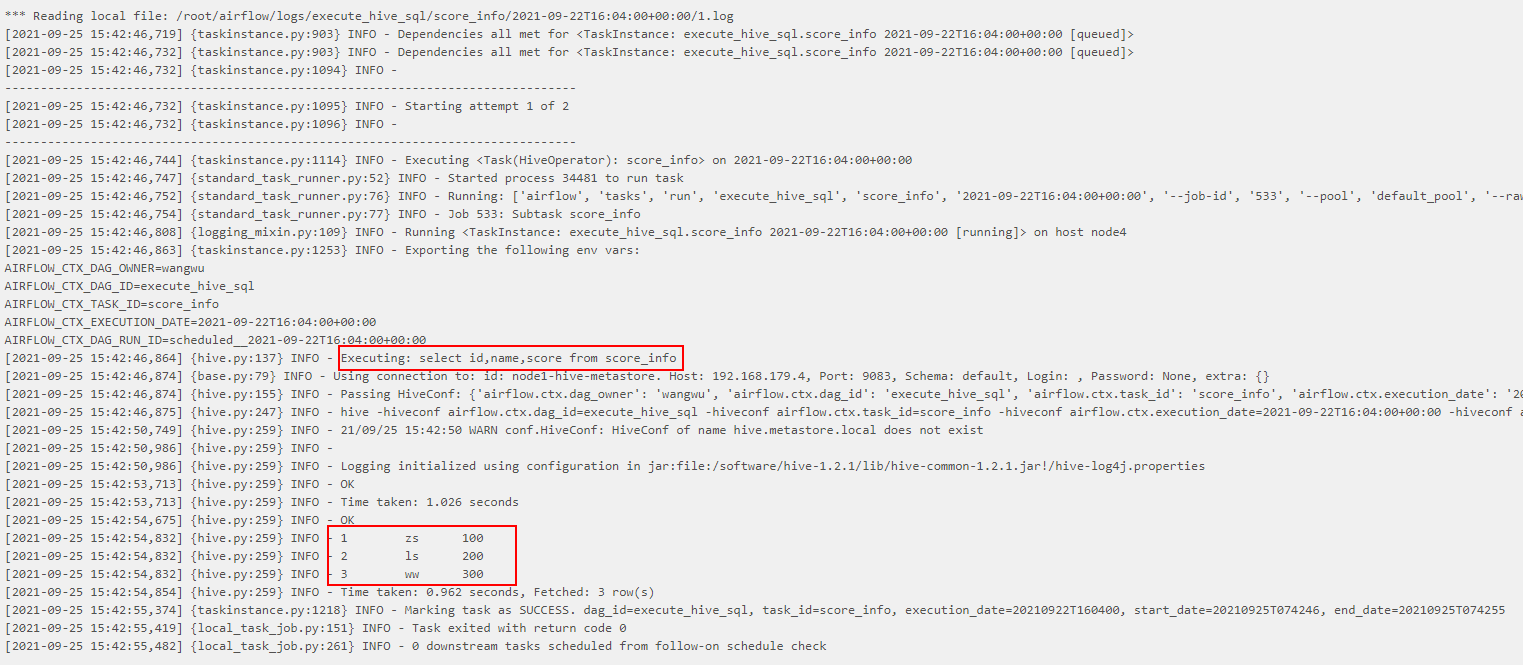 *** Reading local file: /root/airflow/logs/execute_hive_sql/score_info/2021-09-22T16:04:00+00:00/1.log
[2021-09-25 15:42:46,719] {taskinstance.py:903} INFO - Dependencies all met for <TaskInstance: execute_hive_sql.score_info 2021-09-22T16:04:00+00:00 [queued]>
[2021-09-25 15:42:46,732] {taskinstance.py:903} INFO - Dependencies all met for <TaskInstance: execute_hive_sql.score_info 2021-09-22T16:04:00+00:00 [queued]>
[2021-09-25 15:42:46,732] {taskinstance.py:1094} INFO -
--------------------------------------------------------------------------------
[2021-09-25 15:42:46,732] {taskinstance.py:1095} INFO - Starting attempt 1 of 2
[2021-09-25 15:42:46,732] {taskinstance.py:1096} INFO -
--------------------------------------------------------------------------------
[2021-09-25 15:42:46,744] {taskinstance.py:1114} INFO - Executing <Task(HiveOperator): score_info> on 2021-09-22T16:04:00+00:00
[2021-09-25 15:42:46,747] {standard_task_runner.py:52} INFO - Started process 34481 to run task
[2021-09-25 15:42:46,752] {standard_task_runner.py:76} INFO - Running: ['airflow', 'tasks', 'run', 'execute_hive_sql', 'score_info', '2021-09-22T16:04:00+00:00', '--job-id', '533', '--pool', 'default_pool', '--raw
[2021-09-25 15:42:46,754] {standard_task_runner.py:77} INFO - Job 533: Subtask score_info
[2021-09-25 15:42:46,808] {logging_mixin.py:109} INFO - Running <TaskInstance: execute_hive_sql.score_info 2021-09-22T16:04:00+00:00 [running]> on host node4
[2021-09-25 15:42:46,863] {taskinstance.py:1253} INFO - Exporting the following env vars:
AIRFLOW_CTX_DAG_OWNER=wangwu
AIRFLOW_CTX_DAG_ID=execute_hive_sql
AIRFLOW_CTX_TASK_ID=score_info
AIRFLOW_CTX_EXECUTION_DATE=2021-09-22T16:04:00+00:00
AIRFLOW_CTX_DAG_RUN_ID=scheduled__2021-09-22T16:04:00+00:00
[2021-09-25 15:42:46,864] {hive.py:137} INFO - Executing: select id,name,score from score_info
[2021-09-25 15:42:46,874] {base.py:79} INFO - Using connection to: id: node1-hive-metastore. Host: 192.168.179.4, Port: 9083, Schema: default, Login: , Password: None, extra: {}
[2021-09-25 15:42:46,874] {hive.py:155} INFO - Passing HiveConf: {'airflow.ctx.dag_owner': 'wangwu', 'airflow.ctx.dag_id': 'execute_hive_sql', 'airflow.ctx.task_id': 'score_info', 'airflow.ctx.execution_date': '20
[2021-09-25 15:42:46,875] {hive.py:247} INFO - hive -hiveconf airflow.ctx.dag_id=execute_hive_sql -hiveconf airflow.ctx.task_id=score_info -hiveconf airflow.ctx.execution_date=2021-09-22T16:04:00+00:00 -hiveconf a
[2021-09-25 15:42:50,749] {hive.py:259} INFO - 21/09/25 15:42:50 WARN conf.HiveConf: HiveConf of name hive.metastore.local does not exist
[2021-09-25 15:42:50,986] {hive.py:259} INFO -
[2021-09-25 15:42:50,986] {hive.py:259} INFO - Logging initialized using configuration in jar:file:/software/hive-1.2.1/lib/hive-common-1.2.1.jar!/hive-log4j.properties
[2021-09-25 15:42:53,713] {hive.py:259} INFO - OK
[2021-09-25 15:42:53,713] {hive.py:259} INFO - Time taken: 1.026 seconds
[2021-09-25 15:42:54,675] {hive.py:259} INFO - OK
[2021-09-25 15:42:54,832] {hive.py:259} INFO - 1 zs 100
[2021-09-25 15:42:54,832] {hive.py:259} INFO - 2 ls 200
[2021-09-25 15:42:54,832] {hive.py:259} INFO - 3 ww 300
[2021-09-25 15:42:54,854] {hive.py:259} INFO - Time taken: 0.962 seconds, Fetched: 3 row(s)
[2021-09-25 15:42:55,374] {taskinstance.py:1218} INFO - Marking task as SUCCESS. dag_id=execute_hive_sql, task_id=score_info, execution_date=20210922T160400, start_date=20210925T074246, end_date=20210925T074255
[2021-09-25 15:42:55,419] {local_task_job.py:151} INFO - Task exited with return code 0
[2021-09-25 15:42:55,482] {local_task_job.py:261} INFO - 0 downstream tasks scheduled from follow-on schedule check